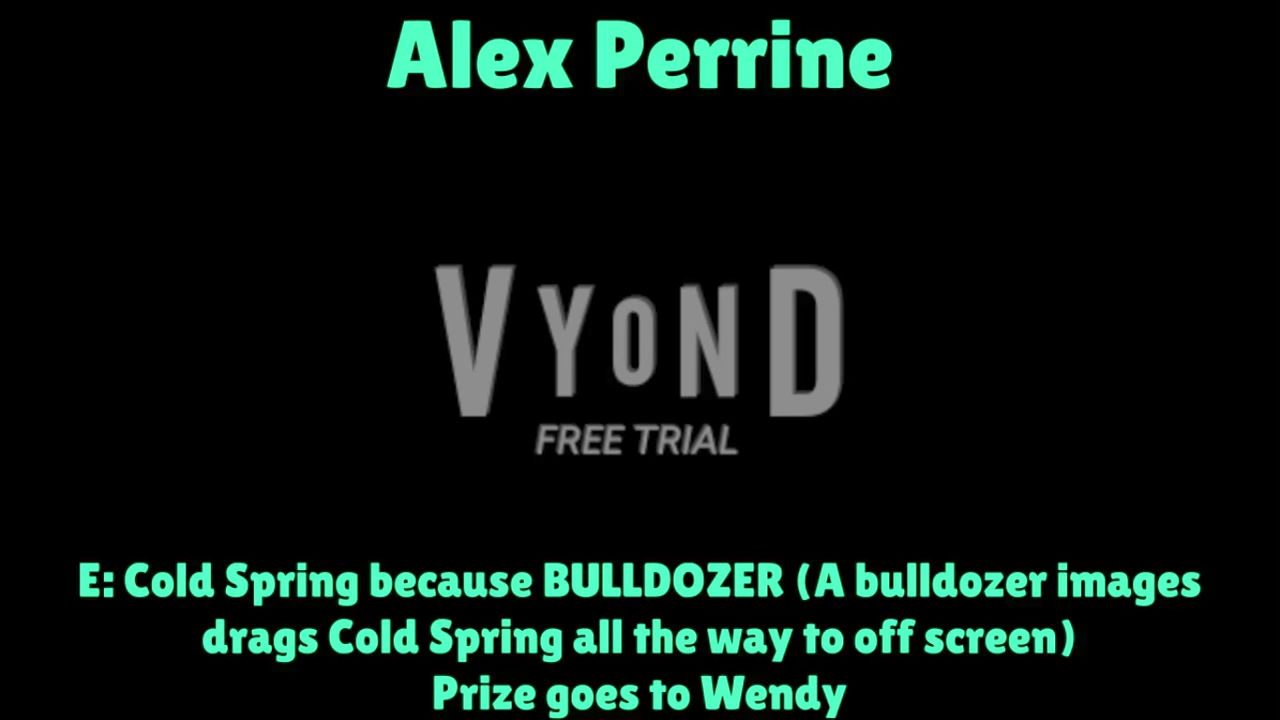 Alex Perrine
VYOND
FREE TRIAL
E: Cold Spring because BULLDOZER (A bulldozer images
drags Cold Spring all the way to off screen)
Prize goes to Wendy